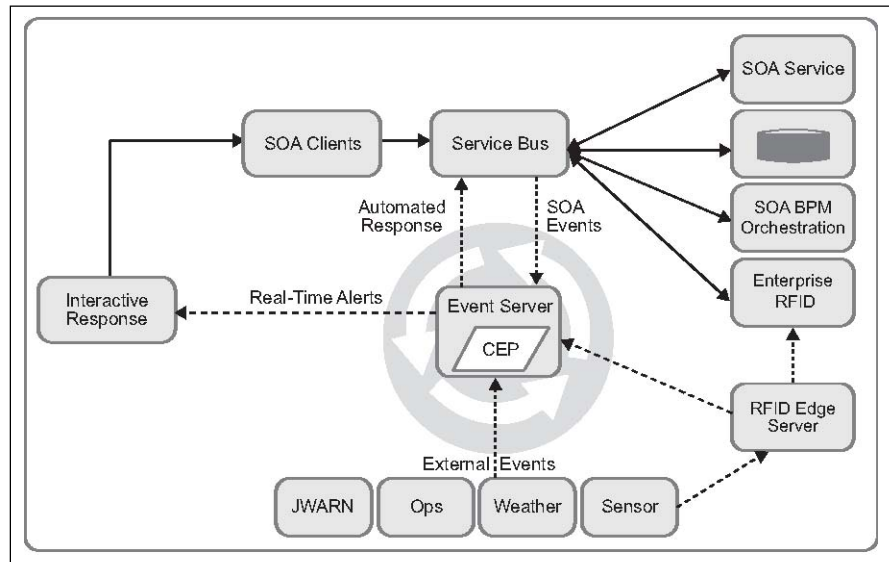 SOA Service
SOA Clients
Service Bus
SOA BPM
Orchestration
Automated
Response
SOA
Events
Enterprise
RFID
Interactive
Response
Real-Time Alerts
Event Server
CEP
RFID Edge
Server
External Events
JWARN
Ops
Weather
Sensor